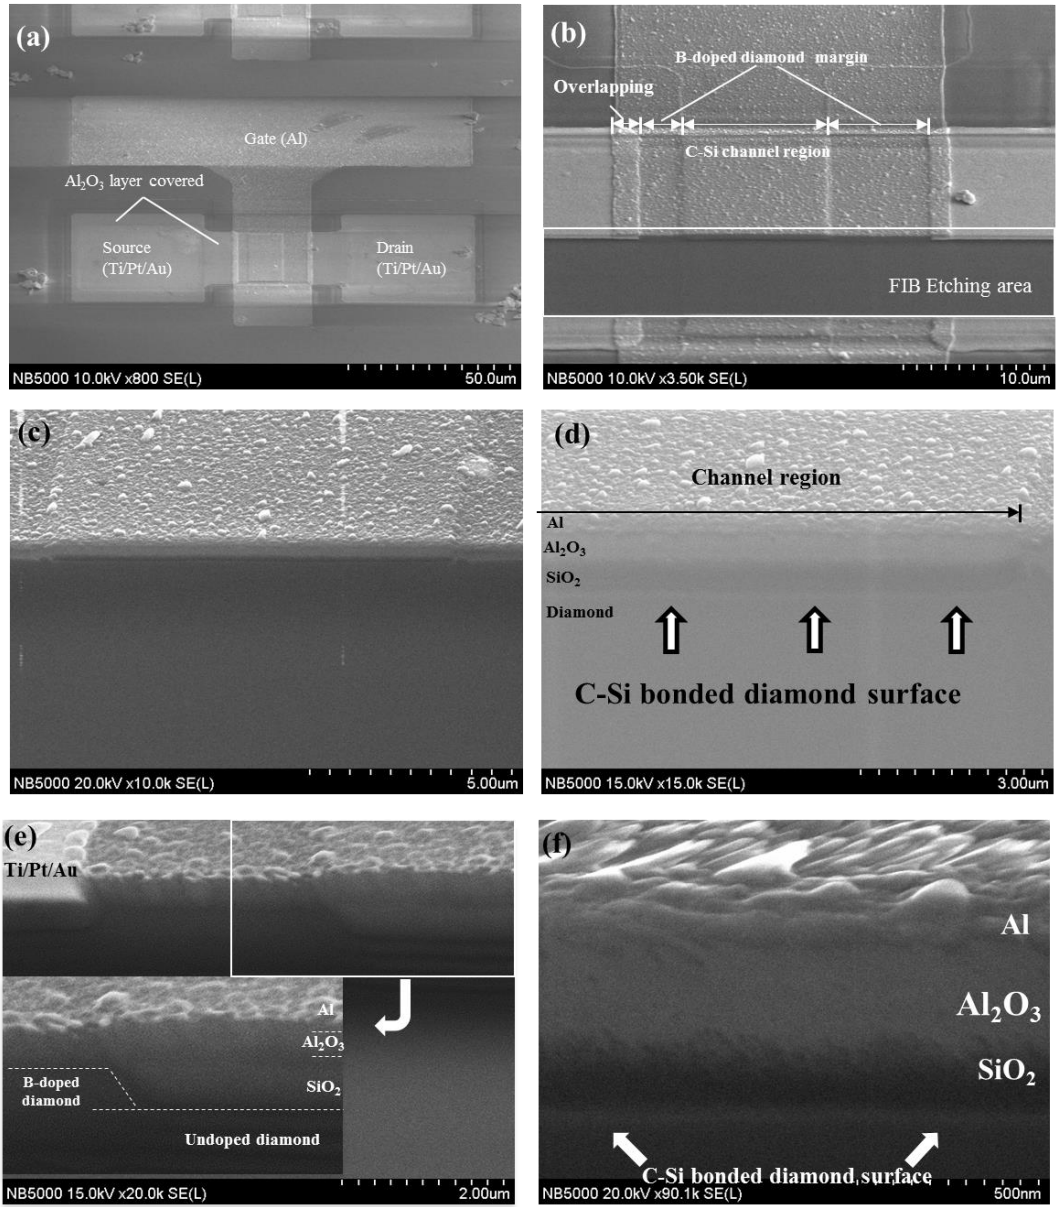 (a)
Gate (Al)
Al₂O₃ layer covered
Source
(Ti/Pt/Au)
Drain
(Ti/Pt/Au)
NB5000 10.0kV x800 SE(L)
50.0um
(b)
B-doped diamond margin
Overlapping
C-Si channel region
FIB Etching area
NB5000 10.0kV x3.50k SE(L)
10.0um
(c)
NB5000 20.0kV x10.0k SE(L)
5.00um
(d)
Channel region
Al
Al₂O₃
SiO₂
Diamond
C-Si bonded diamond surface
NB5000 15.0kV x15.0k SE(L)
3.00um
(e)
Ti/Pt/Au
Al
Al₂O₃
B-doped
diamond
SiO₂
Undoped diamond
NB5000 15.0kV x20.0k SE(L)
2.00um
(f)
Al
Al₂O₃
SiO₂
C-Si bonded diamond surface
NB5000 20.0kV x90.1k SE(L)
500nm